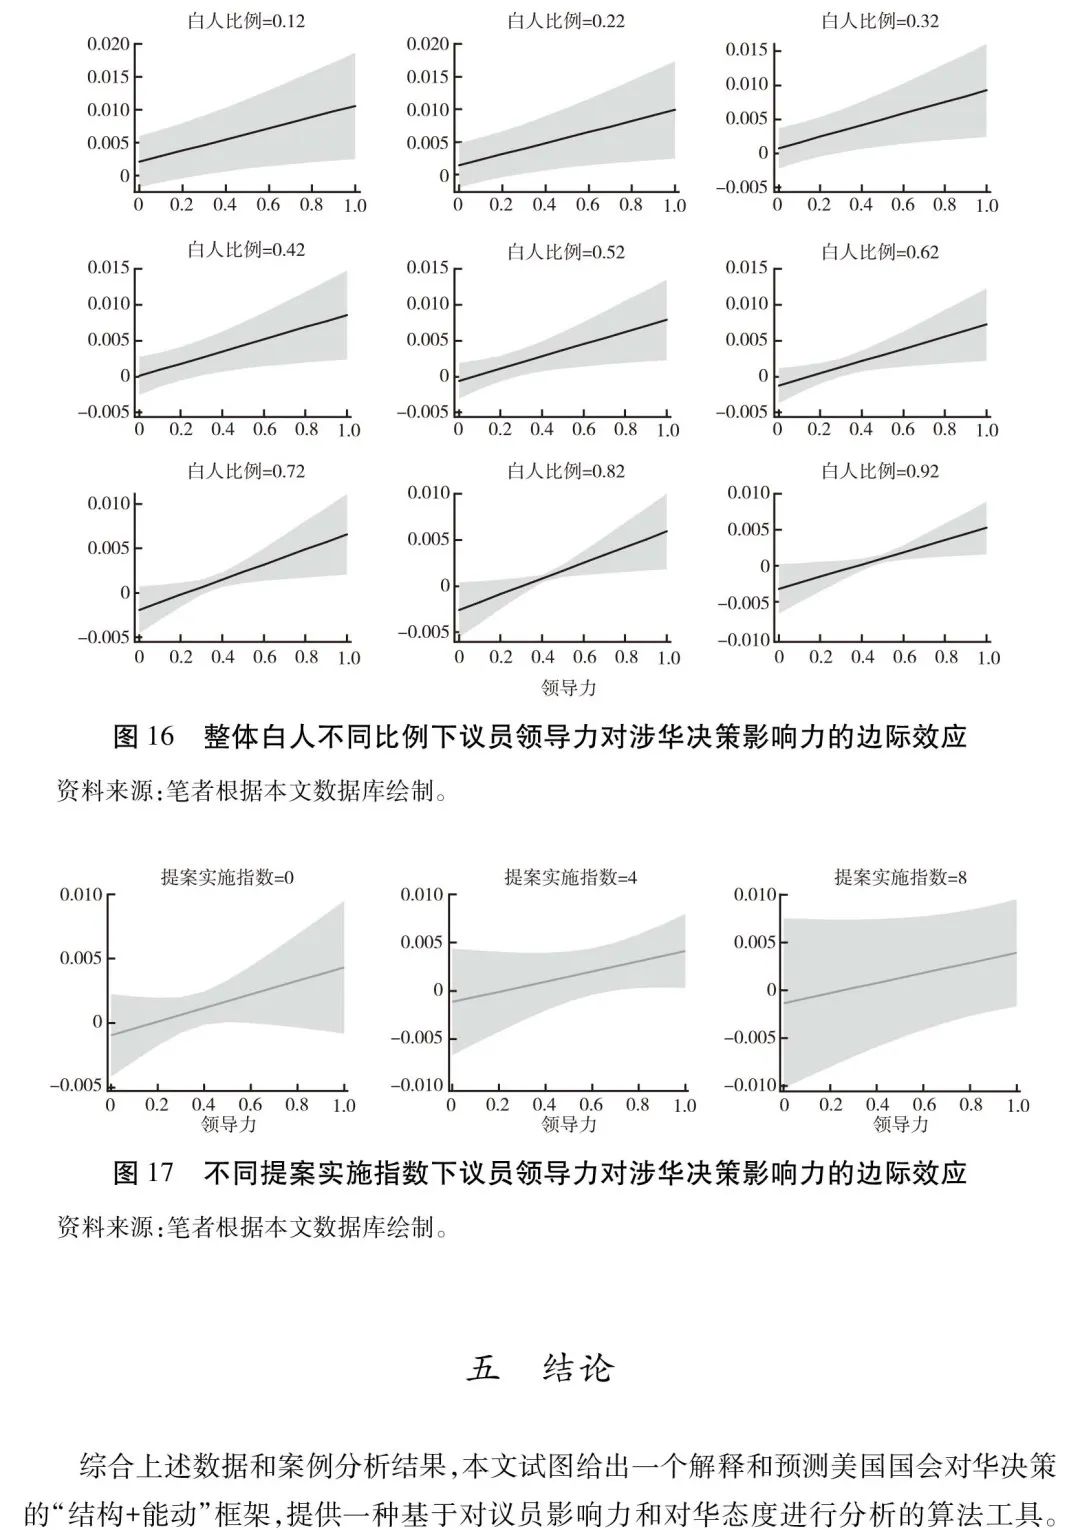 白人比例=0.12
0.020
0.015
0.010
0.005
0
0 0.2 0.4 0.6 0.8 1.0
白人比例=0.22
0.020
0.015
0.010
0.005
0
0 0.2 0.4 0.6 0.8 1.0
白人比例=0.32
0.015
0.010
0.005
0
-0.005
0 0.2 0.4 0.6 0.8 1.0
白人比例=0.42
0.015
0.010
0.005
0
-0.005
0 0.2 0.4 0.6 0.8 1.0
白人比例=0.52
0.015
0.010
0.005
0
-0.005
0 0.2 0.4 0.6 0.8 1.0
白人比例=0.62
0.015
0.010
0.005
0
-0.005
0 0.2 0.4 0.6 0.8 1.0
白人比例=0.72
0.010
0.005
0
-0.005
0 0.2 0.4 0.6 0.8 1.0
白人比例=0.82
0.010
0.005
0
-0.005
0 0.2 0.4 0.6 0.8 1.0
白人比例=0.92
0.010
0.005
0
-0.005
-0.010
0 0.2 0.4 0.6 0.8 1.0
领导力
图 16 整体白人不同比例下议员领导力对涉华决策影响力的边际效应
资料来源:笔者根据本文数据库绘制。
提案实施指数=0
0.010
0.005
0
-0.005
0 0.2 0.4 0.6 0.8 1.0
领导力
提案实施指数=4
0.010
0.005
0
-0.005
-0.010
0 0.2 0.4 0.6 0.8 1.0
领导力
提案实施指数=8
0.010
0.005
0
-0.005
-0.010
0 0.2 0.4 0.6 0.8 1.0
领导力
图 17 不同提案实施指数下议员领导力对涉华决策影响力的边际效应
资料来源:笔者根据本文数据库绘制。
五 结论
综合上述数据和案例分析结果,本文试图给出一个解释和预测美国国会对华决策
的“结构+能动”框架,提供一种基于对议员影响力和对华态度进行分析的算法工具。